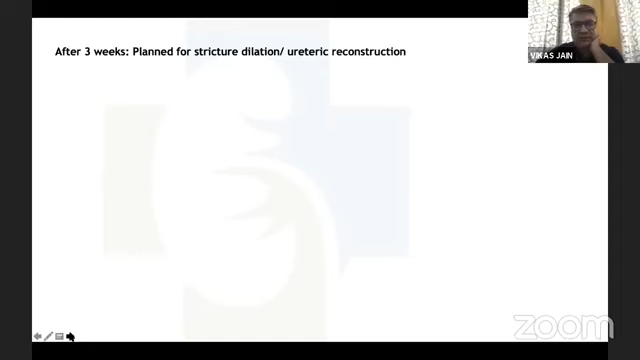 After 3 weeks: Planned for stricture dilation/ ureteric reconstruction
VIKAS JAIN
zoom